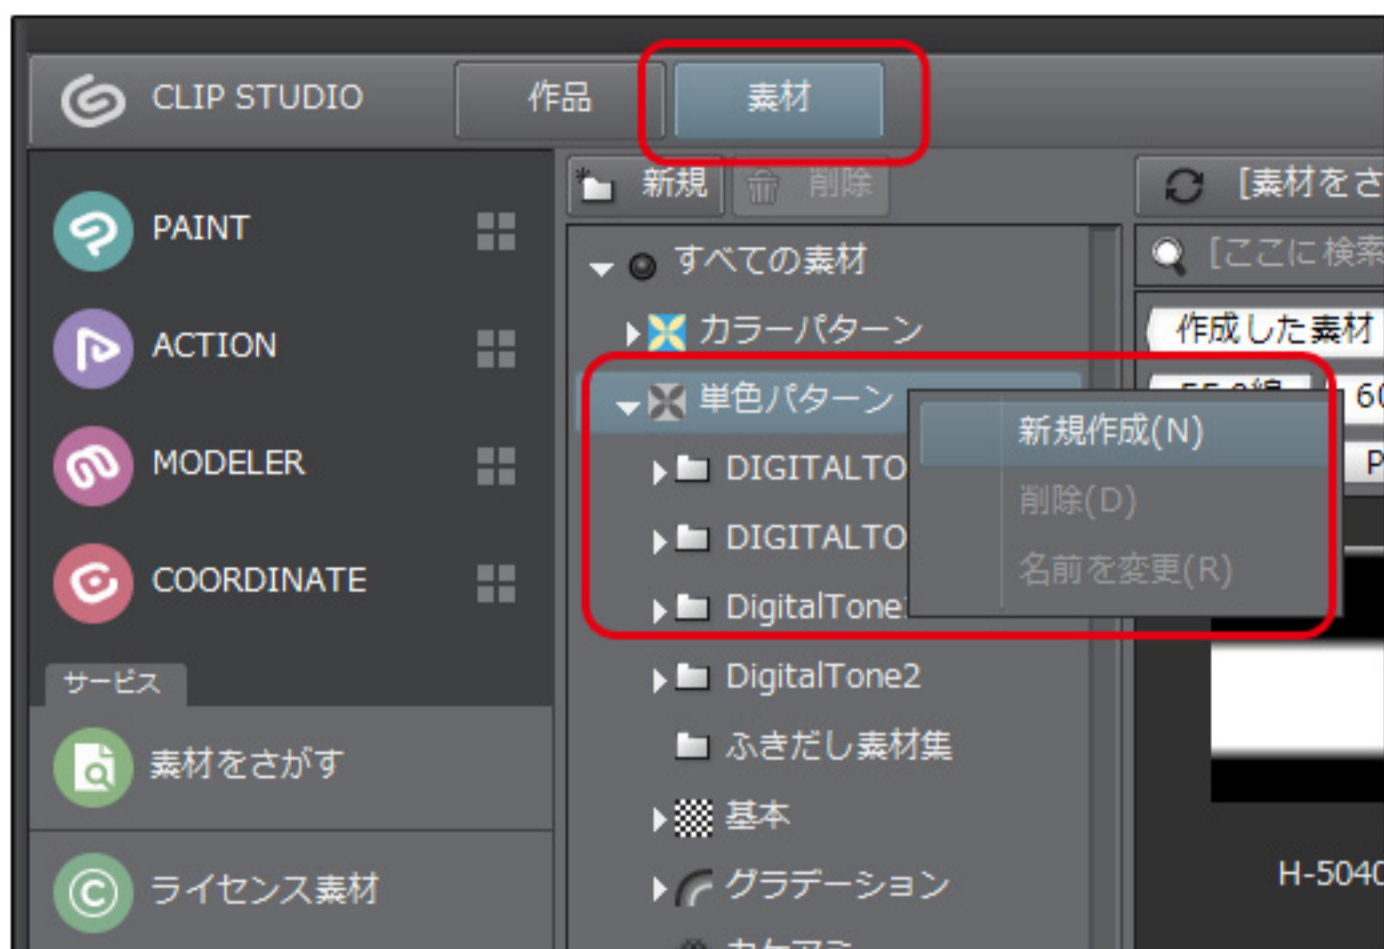 CLIP STUDIO 作品 素材
新規 削除 [素材をさ
PAINT
すべての素材 [ここに検索
ACTION
カラーパターン 作成した素材
単色パターン 60
新規作成(N)
MODELER
DIGITALTO P
削除(D)
DIGITALTO
名前を変更(R)
COORDINATE
DigitalTone
サービス
DigitalTone2
素材をさがす
ふきだし素材集
基本
ライセンス素材
グラデーション H-5040